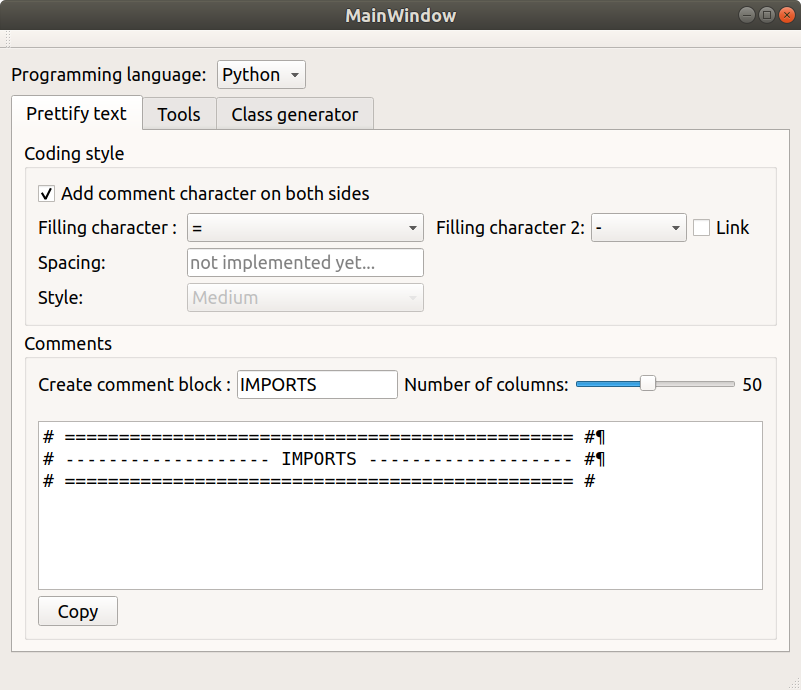 MainWindow
Programming language: Python
Prettify text Tools Class generator
Coding style
Add comment character on both sides
Filling character : = Filling character 2: - Link
Spacing: not implemented yet...
Style: Medium
Comments
Create comment block : IMPORTS Number of columns: 50
# =============================================== #¶
# ------------------- IMPORTS ------------------- #¶
# =============================================== #
Copy